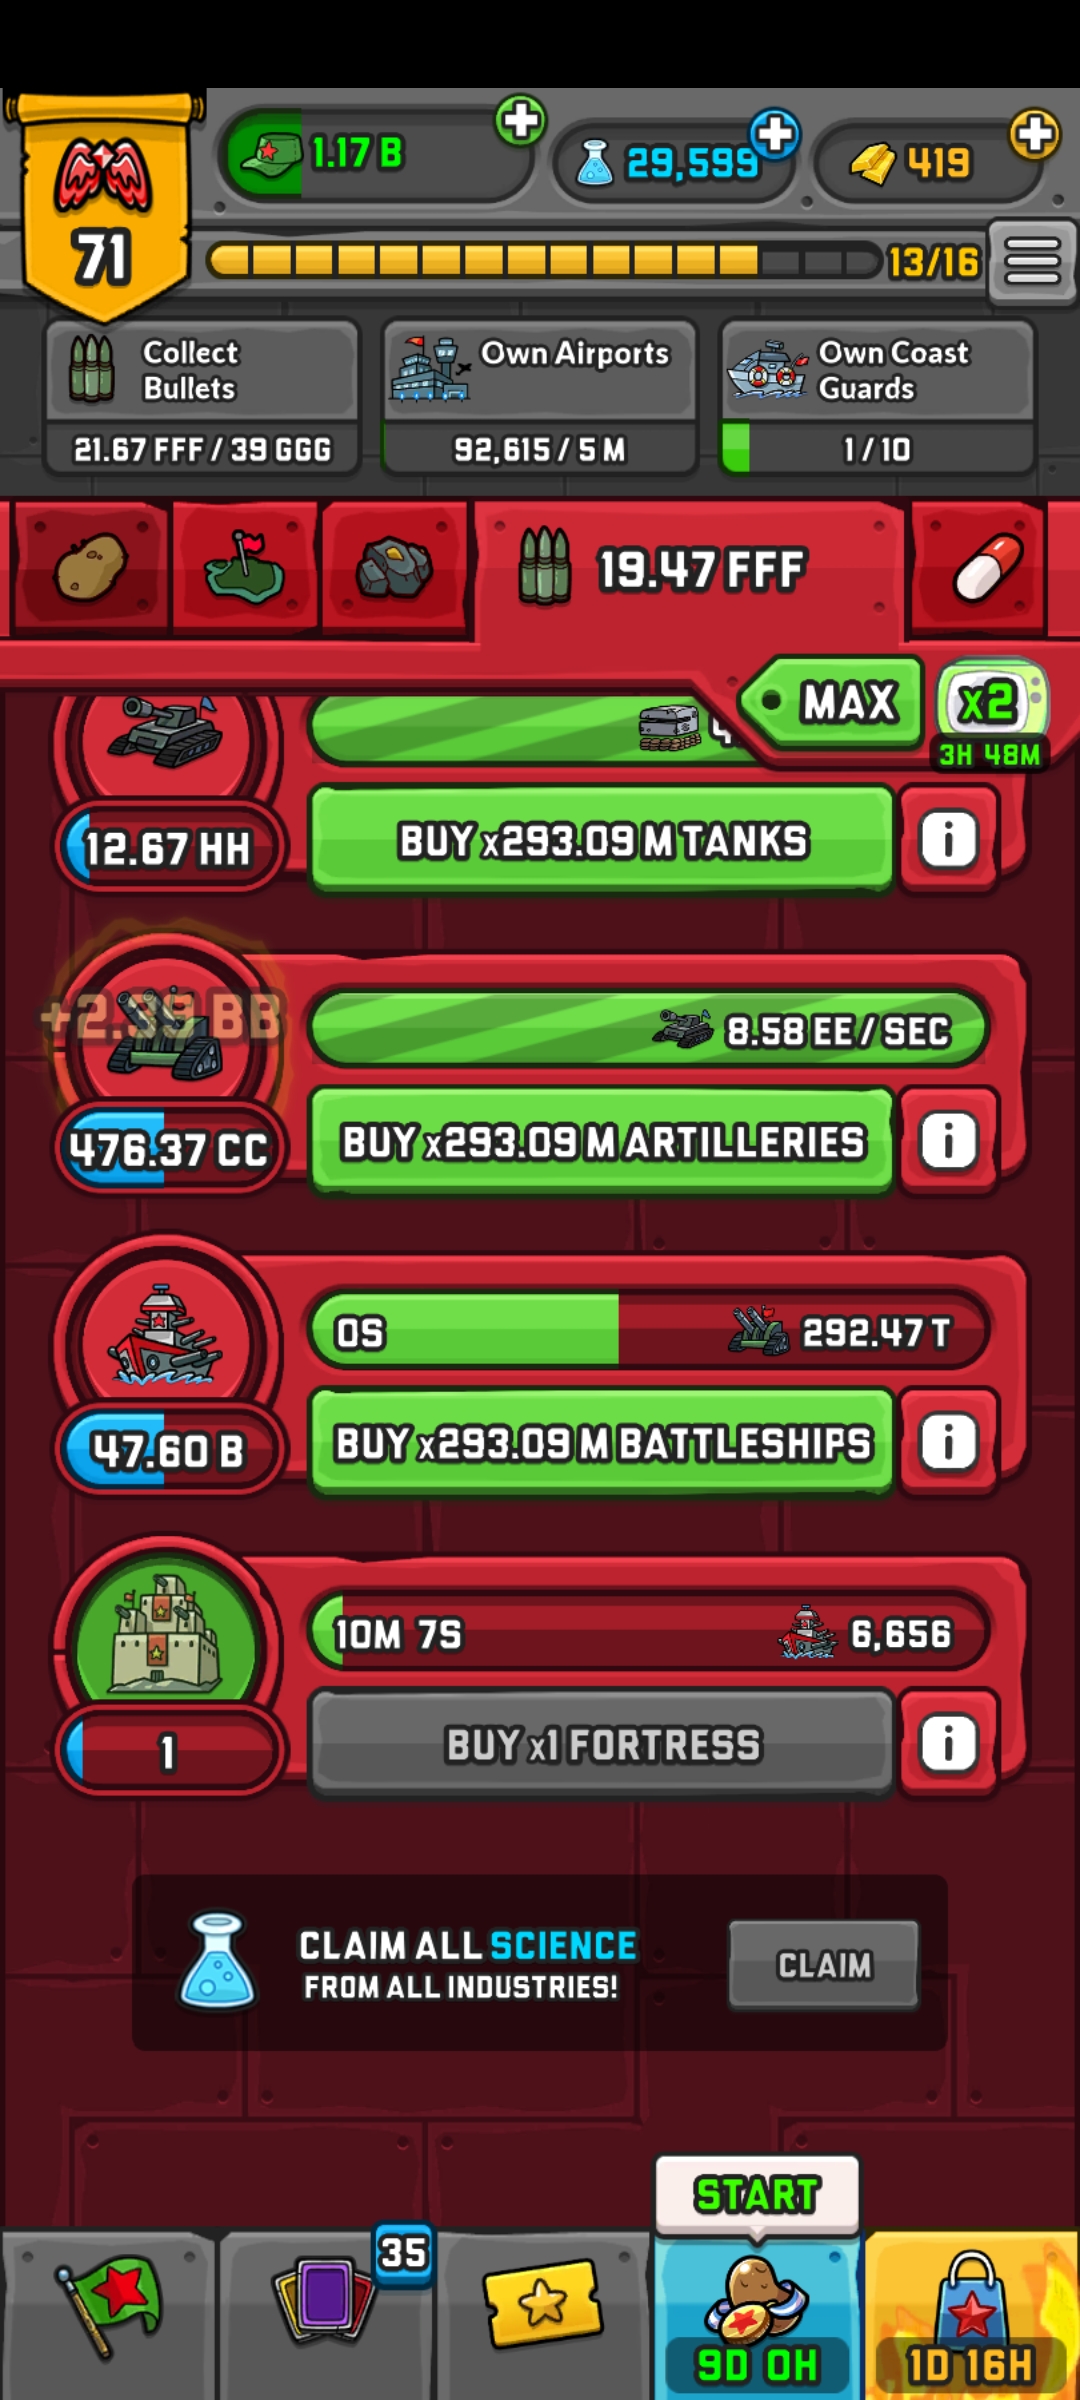 1.17 B
29,599
419
71
13/16
Collect
Bullets
21.67 FFF / 39 GGG
Own Airports
92,615 / 5 M
Own Coast
Guards
1 / 10
19.47 FFF
MAX
x2
3H 48M
12.67 HH
BUY x293.09 M TANKS
i
+2.39 BB
8.58 EE / SEC
476.37 CC
BUY x293.09 M ARTILLERIES
i
0S
292.47 T
47.60 B
BUY x293.09 M BATTLESHIPS
i
10M 7S
6,656
1
BUY x1 FORTRESS
i
CLAIM ALL SCIENCE
FROM ALL INDUSTRIES!
CLAIM
START
35
9D 0H
1D 16H